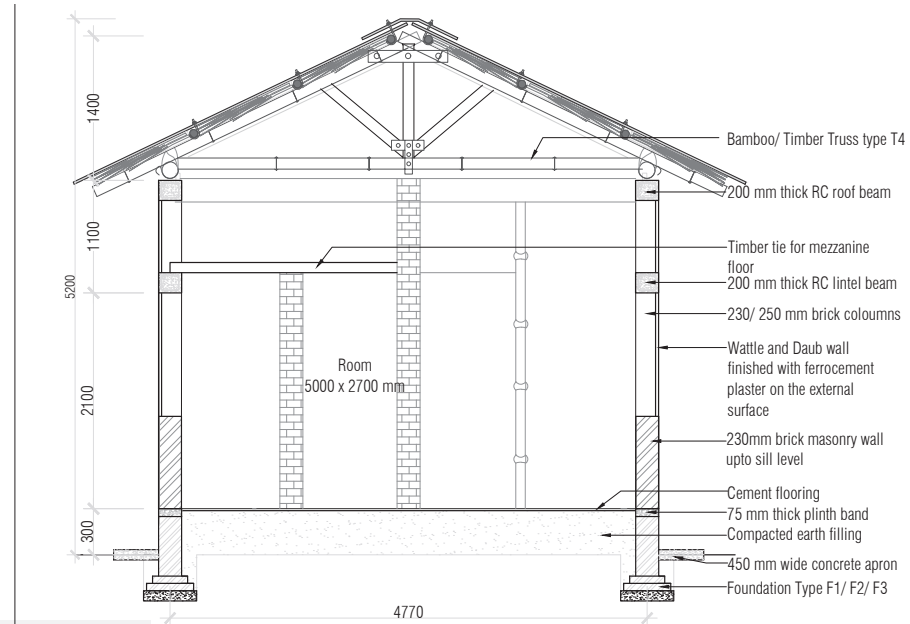 1400
1100
5200
2100
300
4770
Room
5000 x 2700 mm
Bamboo/ Timber Truss type T4
200 mm thick RC roof beam
Timber tie for mezzanine
floor
200 mm thick RC lintel beam
230/ 250 mm brick coloumns
Wattle and Daub wall
finished with ferrocement
plaster on the external
surface
230mm brick masonry wall
upto sill level
Cement flooring
75 mm thick plinth band
Compacted earth filling
450 mm wide concrete apron
Foundation Type F1/ F2/ F3